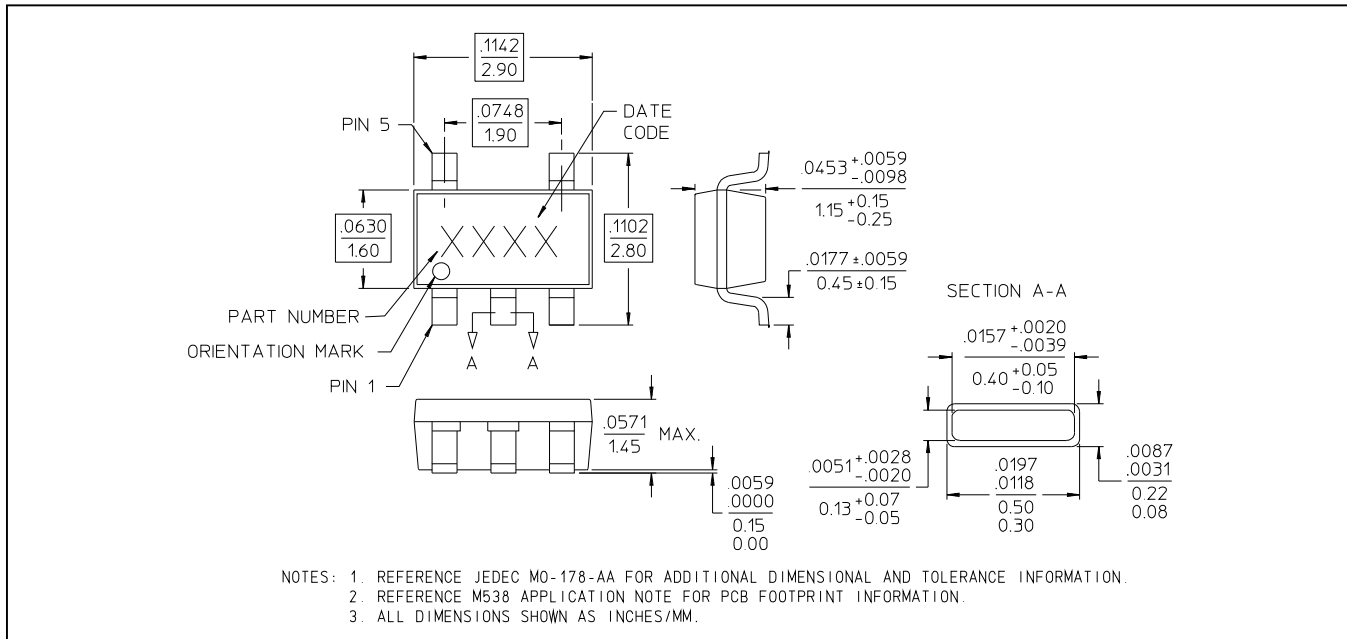 .1142
2.90
.0748
1.90
DATE
CODE
PIN 5
.0453 +.0059
-.0098
1.15 +0.15
-0.25
.0630
1.60
XXXX
.1102
2.80
.0177 ±.0059
0.45 ±0.15
SECTION A-A
PART NUMBER
ORIENTATION MARK
A A
PIN 1
.0157 +.0020
-.0039
0.40 +0.05
-0.10
.0571
1.45 MAX.
.0051 +.0028
-.0020
0.13 +0.07
-0.05
.0197
.0118
0.50
0.30
.0087
.0031
0.22
0.08
.0059
.0000
0.15
0.00
NOTES: 1. REFERENCE JEDEC MO-178-AA FOR ADDITIONAL DIMENSIONAL AND TOLERANCE INFORMATION.
2. REFERENCE M538 APPLICATION NOTE FOR PCB FOOTPRINT INFORMATION.
3. ALL DIMENSIONS SHOWN AS INCHES/MM.